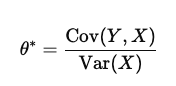 θ* = Cov(Y, X) / Var(X)